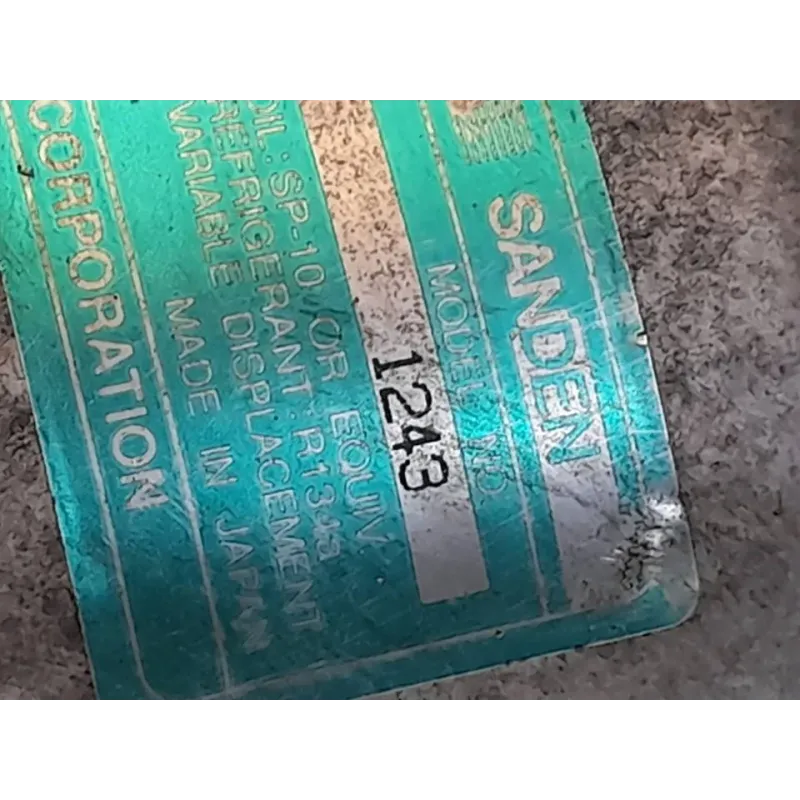 SANDEN
MODEL NO.
1243
OIL: SP-10 OR EQUIV
REFRIGERANT: R134a
VARIABLE DISPLACEMENT
MADE IN JAPAN
CORPORATION